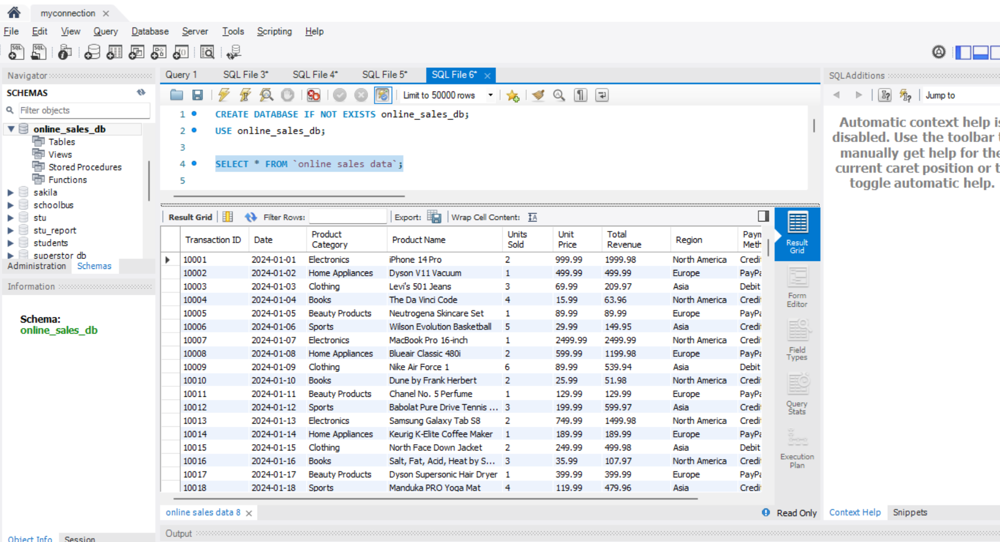 myconnection
File Edit View Query Database Server Tools Scripting Help
Navigator
SCHEMAS
Filter objects
online_sales_db
Tables
Views
Stored Procedures
Functions
sakila
schoolbus
stu
stu_report
students
superstor db
Administration Schemas
Information
Schema:
online_sales_db
Object Info Session
Query 1 SQL File 3* SQL File 4* SQL File 5* SQL File 6*
Limit to 50000 rows
1 CREATE DATABASE IF NOT EXISTS online_sales_db;
2 USE online_sales_db;
3
4 SELECT * FROM `online sales data`;
5
Result Grid Filter Rows: Export: Wrap Cell Content:
Transaction ID Date Product Category Product Name Units Sold Unit Price Total Revenue Region Paym Meth
10001 2024-01-01 Electronics iPhone 14 Pro 2 999.99 1999.98 North America Credi
10002 2024-01-02 Home Appliances Dyson V11 Vacuum 1 499.99 499.99 Europe PayPa
10003 2024-01-03 Clothing Levi's 501 Jeans 3 69.99 209.97 Asia Debit
10004 2024-01-04 Books The Da Vinci Code 4 15.99 63.96 North America Credi
10005 2024-01-05 Beauty Products Neutrogena Skincare Set 1 89.99 89.99 Europe PayPa
10006 2024-01-06 Sports Wilson Evolution Basketball 5 29.99 149.95 Asia Credi
10007 2024-01-07 Electronics MacBook Pro 16-inch 1 2499.99 2499.99 North America Credi
10008 2024-01-08 Home Appliances Blueair Classic 480i 2 599.99 1199.98 Europe PayPa
10009 2024-01-09 Clothing Nike Air Force 1 6 89.99 539.94 Asia Debit
10010 2024-01-10 Books Dune by Frank Herbert 2 25.99 51.98 North America Credi
10011 2024-01-11 Beauty Products Chanel No. 5 Perfume 1 129.99 129.99 Europe PayPa
10012 2024-01-12 Sports Babolat Pure Drive Tennis ... 3 199.99 599.97 Asia Credi
10013 2024-01-13 Electronics Samsung Galaxy Tab S8 2 749.99 1499.98 North America Credi
10014 2024-01-14 Home Appliances Keurig K-Elite Coffee Maker 1 189.99 189.99 Europe PayPa
10015 2024-01-15 Clothing North Face Down Jacket 2 249.99 499.98 Asia Debit
10016 2024-01-16 Books Salt, Fat, Acid, Heat by S... 3 35.99 107.97 North America Credi
10017 2024-01-17 Beauty Products Dyson Supersonic Hair Dryer 1 399.99 399.99 Europe PayPa
10018 2024-01-18 Sports Manduka PRO Yoga Mat 4 119.99 479.96 Asia Credi
Result
Grid
Form
Editor
Field
Types
Query
Stats
Execution
Plan
online sales data 8
Read Only
Output
SQLAdditions
Jump to
Automatic context help is
disabled. Use the toolbar t
manually get help for the
current caret position or t
toggle automatic help.
Context Help Snippets